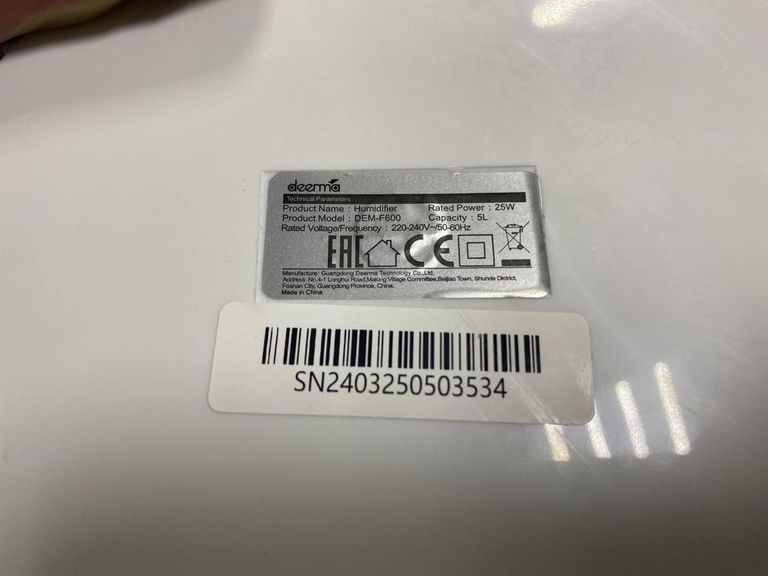 deerma
Technical Parameters
Product Name : Humidifier Rated Power : 25W
Product Model : DEM-F600 Capacity : 5L
Rated Voltage/Frequency : 220-240V~/50-60Hz
EAC CE
Manufacture: Guangdong Deerma Technology Co.,Ltd.
Address: No.4-1 Longhui Road,Malong Village Committee,Beijiao Town, Shunde District,
Foshan City, Guangdong Province, China.
Made in China
SN2403250503534